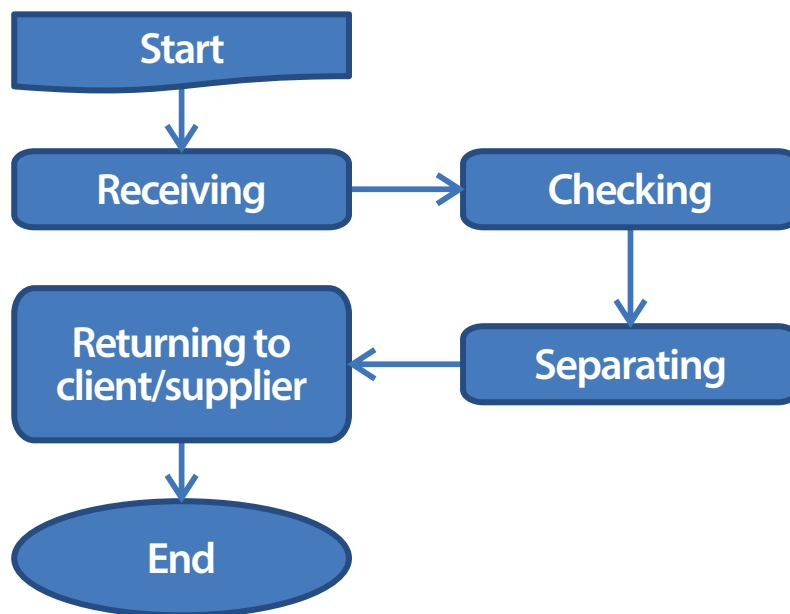 Start
Receiving
Checking
Separating
Returning to
client/supplier
End